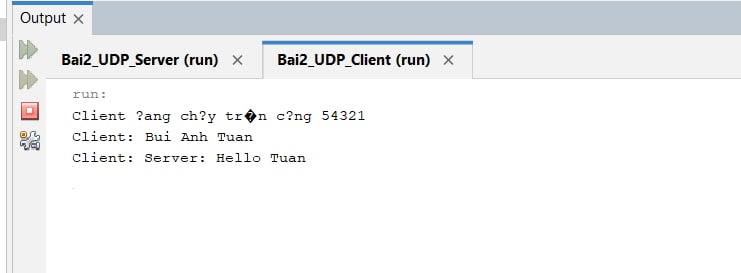 Output ×
Bai2_UDP_Server (run) × Bai2_UDP_Client (run) ×
run:
Client ?ang ch?y tr�n c?ng 54321
Client: Bui Anh Tuan
Client: Server: Hello Tuan